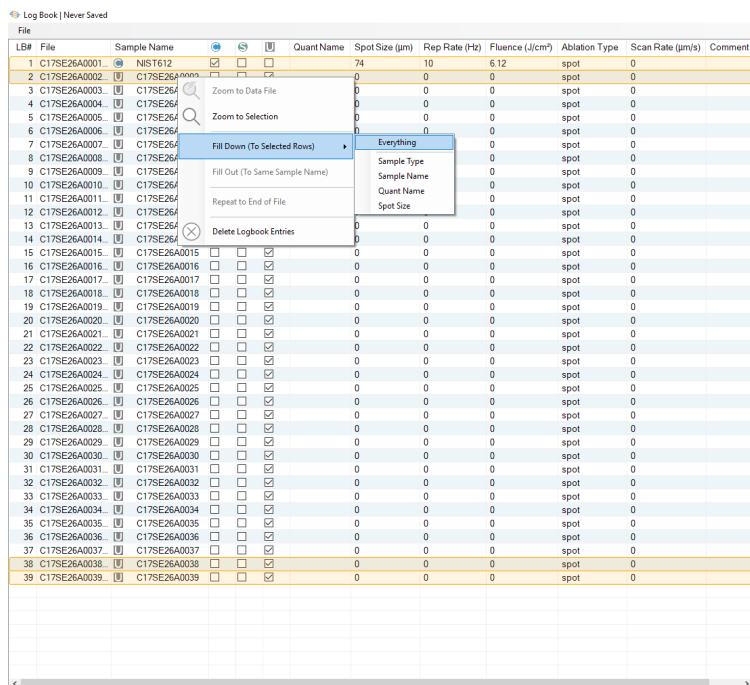 Log Book | Never Saved
File
LB# File Sample Name C S U Quant Name Spot Size (µm) Rep Rate (Hz) Fluence (J/cm²) Ablation Type Scan Rate (µm/s) Comment
1 C17SE26A0001... C NIST612 74 10 6.12 spot 0
2 C17SE26A0002... U C17SE26A0002 0 0 0 spot 0
3 C17SE26A0003... U C17SE26A Zoom to Data File 0 0 0 spot 0
4 C17SE26A0004... U C17SE26A 0 0 0 spot 0
5 C17SE26A0005... U C17SE26A Zoom to Selection 0 0 0 spot 0
6 C17SE26A0006... U C17SE26A 0 0 0 spot 0
7 C17SE26A0007... U C17SE26A Fill Down (To Selected Rows) Everything spot 0
8 C17SE26A0008... U C17SE26A Sample Type 0 spot 0
9 C17SE26A0009... U C17SE26A Fill Out (To Same Sample Name) Sample Name 0 spot 0
10 C17SE26A0010... U C17SE26A Quant Name 0 spot 0
11 C17SE26A0011... U C17SE26A Repeat to End of File Spot Size 0 spot 0
12 C17SE26A0012... U C17SE26A 0 spot 0
13 C17SE26A0013... U C17SE26A Delete Logbook Entries 0 0 0 spot 0
14 C17SE26A0014... U C17SE26A 0 0 0 spot 0
15 C17SE26A0015... U C17SE26A0015 0 0 0 spot 0
16 C17SE26A0016... U C17SE26A0016 0 0 0 spot 0
17 C17SE26A0017... U C17SE26A0017 0 0 0 spot 0
18 C17SE26A0018... U C17SE26A0018 0 0 0 spot 0
19 C17SE26A0019... U C17SE26A0019 0 0 0 spot 0
20 C17SE26A0020... U C17SE26A0020 0 0 0 spot 0
21 C17SE26A0021... U C17SE26A0021 0 0 0 spot 0
22 C17SE26A0022... U C17SE26A0022 0 0 0 spot 0
23 C17SE26A0023... U C17SE26A0023 0 0 0 spot 0
24 C17SE26A0024... U C17SE26A0024 0 0 0 spot 0
25 C17SE26A0025... U C17SE26A0025 0 0 0 spot 0
26 C17SE26A0026... U C17SE26A0026 0 0 0 spot 0
27 C17SE26A0027... U C17SE26A0027 0 0 0 spot 0
28 C17SE26A0028... U C17SE26A0028 0 0 0 spot 0
29 C17SE26A0029... U C17SE26A0029 0 0 0 spot 0
30 C17SE26A0030... U C17SE26A0030 0 0 0 spot 0
31 C17SE26A0031... U C17SE26A0031 0 0 0 spot 0
32 C17SE26A0032... U C17SE26A0032 0 0 0 spot 0
33 C17SE26A0033... U C17SE26A0033 0 0 0 spot 0
34 C17SE26A0034... U C17SE26A0034 0 0 0 spot 0
35 C17SE26A0035... U C17SE26A0035 0 0 0 spot 0
36 C17SE26A0036... U C17SE26A0036 0 0 0 spot 0
37 C17SE26A0037... U C17SE26A0037 0 0 0 spot 0
38 C17SE26A0038... U C17SE26A0038 0 0 0 spot 0
39 C17SE26A0039... U C17SE26A0039 0 0 0 spot 0